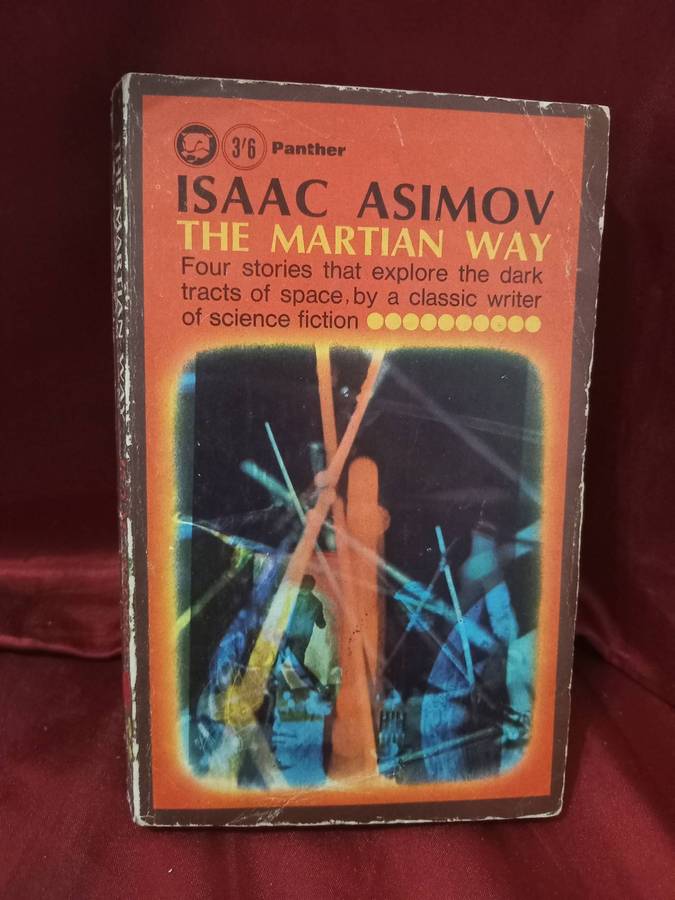 3/6 Panther
ISAAC ASIMOV
THE MARTIAN WAY
Four stories that explore the dark
tracts of space, by a classic writer
of science fiction
THE MARTIAN WAY